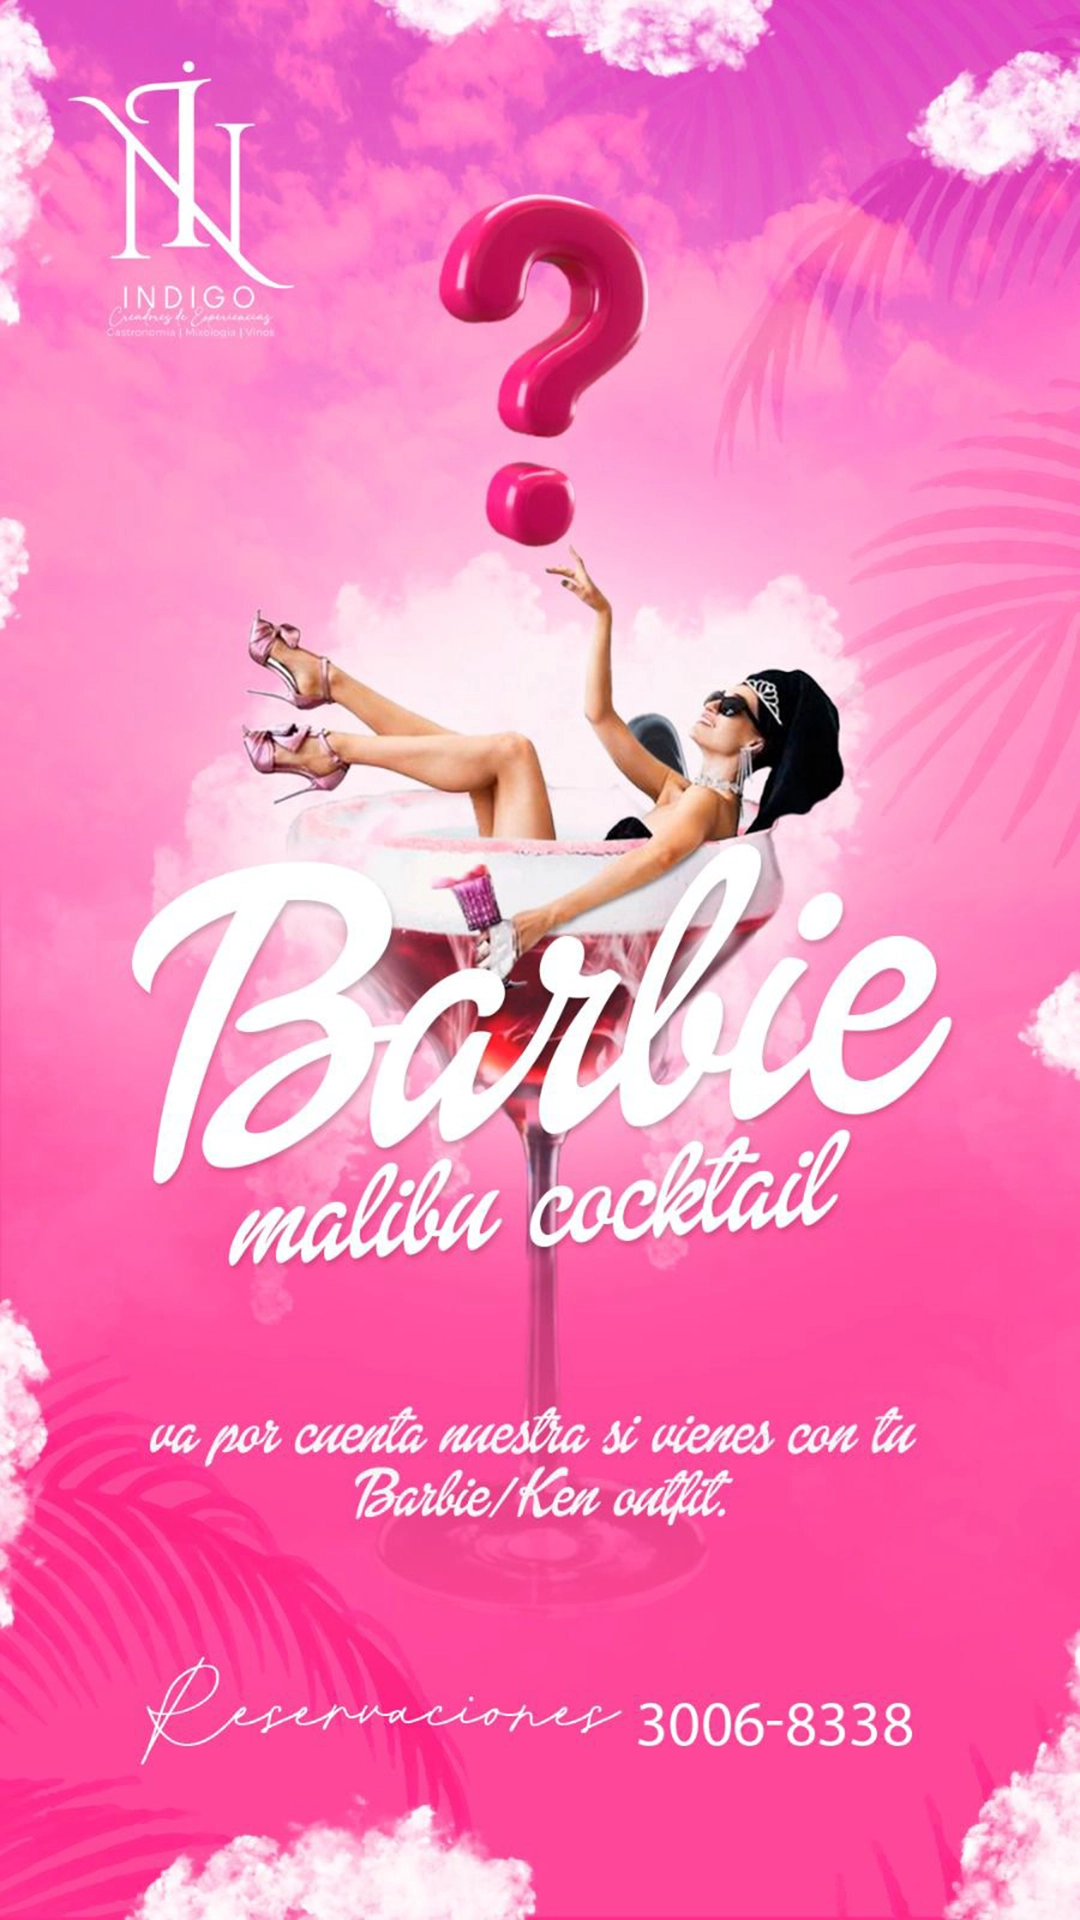 INDIGO
Creadores de Experiencias
Gastronomía | Mixología | Vinos
?
Barbie
malibu cocktail
va por cuenta nuestra si vienes con tu
Barbie/Ken outfit.
Reservaciones 3006-8338